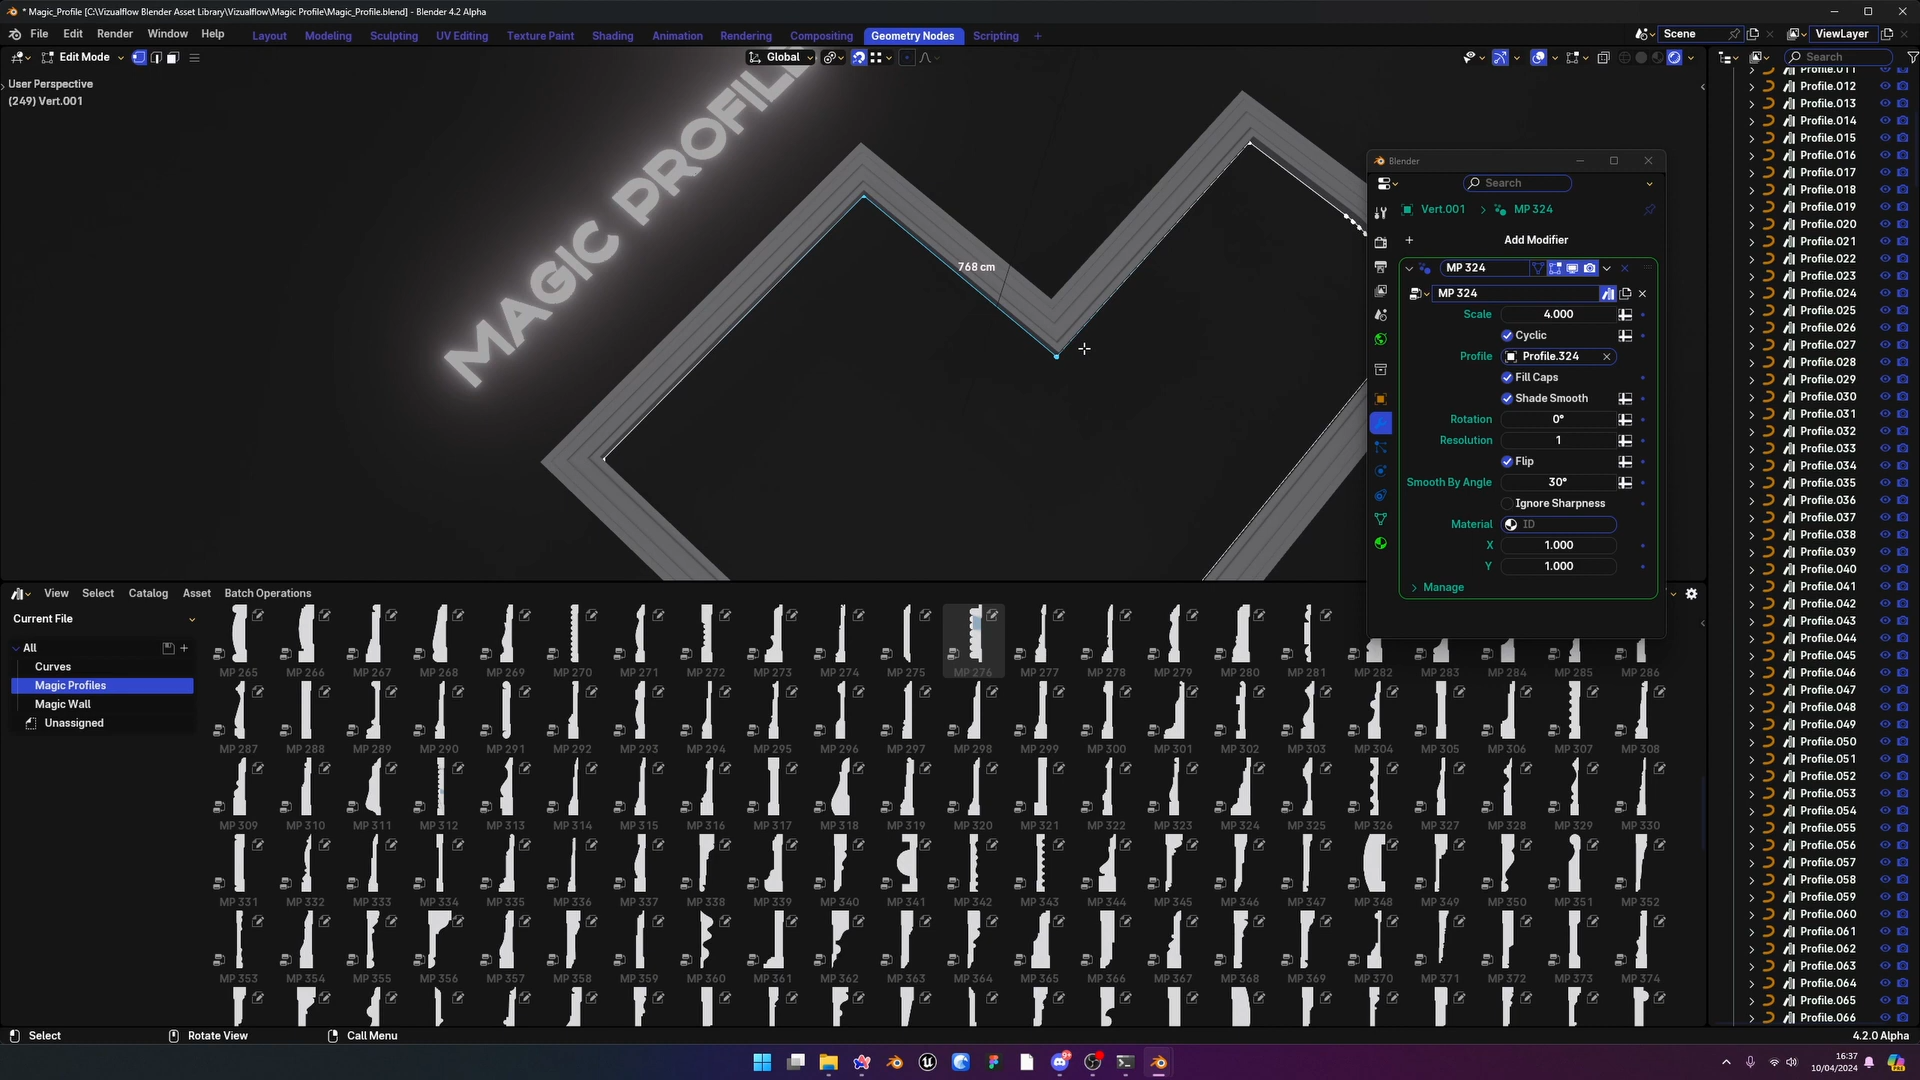 * Magic_Profile [C:\Vizualflow Blender Asset Library\Vizualflow\Magic Profile\Magic_Profile.blend] - Blender 4.2 Alpha
File Edit Render Window Help Layout Modeling Sculpting UV Editing Texture Paint Shading Animation Rendering Compositing Geometry Nodes Scripting + Scene ViewLayer
Edit Mode Global Search
User Perspective
(249) Vert.001
MAGIC PROFILE
768 cm
Blender
Search
Vert.001 > MP 324
+ Add Modifier
MP 324
MP 324
Scale 4.000
Cyclic
Profile Profile.324
Fill Caps
Shade Smooth
Rotation 0°
Resolution 1
Flip
Smooth By Angle 30°
Ignore Sharpness
Material ID
X 1.000
Y 1.000
Manage
Profile.011
Profile.012
Profile.013
Profile.014
Profile.015
Profile.016
Profile.017
Profile.018
Profile.019
Profile.020
Profile.021
Profile.022
Profile.023
Profile.024
Profile.025
Profile.026
Profile.027
Profile.028
Profile.029
Profile.030
Profile.031
Profile.032
Profile.033
Profile.034
Profile.035
Profile.036
Profile.037
Profile.038
Profile.039
Profile.040
Profile.041
Profile.042
Profile.043
Profile.044
Profile.045
Profile.046
Profile.047
Profile.048
Profile.049
Profile.050
Profile.051
Profile.052
Profile.053
Profile.054
Profile.055
Profile.056
Profile.057
Profile.058
Profile.059
Profile.060
Profile.061
Profile.062
Profile.063
Profile.064
Profile.065
Profile.066
View Select Catalog Asset Batch Operations
Current File
All
Curves
Magic Profiles
Magic Wall
Unassigned
MP 265 MP 266 MP 267 MP 268 MP 269 MP 270 MP 271 MP 272 MP 273 MP 274 MP 275 MP 276 MP 277 MP 278 MP 279 MP 280 MP 281 MP 282 MP 283 MP 284 MP 285 MP 286
MP 287 MP 288 MP 289 MP 290 MP 291 MP 292 MP 293 MP 294 MP 295 MP 296 MP 297 MP 298 MP 299 MP 300 MP 301 MP 302 MP 303 MP 304 MP 305 MP 306 MP 307 MP 308
MP 309 MP 310 MP 311 MP 312 MP 313 MP 314 MP 315 MP 316 MP 317 MP 318 MP 319 MP 320 MP 321 MP 322 MP 323 MP 324 MP 325 MP 326 MP 327 MP 328 MP 329 MP 330
MP 331 MP 332 MP 333 MP 334 MP 335 MP 336 MP 337 MP 338 MP 339 MP 340 MP 341 MP 342 MP 343 MP 344 MP 345 MP 346 MP 347 MP 348 MP 349 MP 350 MP 351 MP 352
MP 353 MP 354 MP 355 MP 356 MP 357 MP 358 MP 359 MP 360 MP 361 MP 362 MP 363 MP 364 MP 365 MP 366 MP 367 MP 368 MP 369 MP 370 MP 371 MP 372 MP 373 MP 374
Select Rotate View Call Menu 4.2.0 Alpha
16:37
10/04/2024